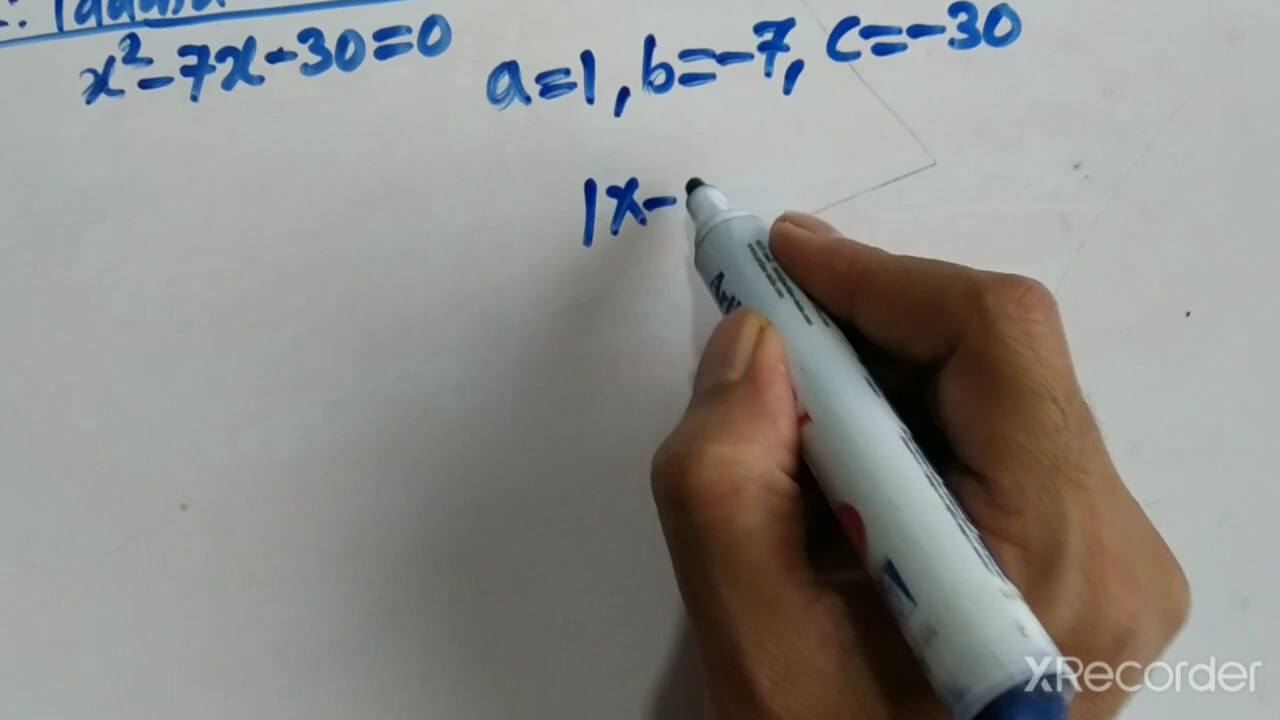 x²-7x-30=0
a=1, b=-7, c=-30
1x-
XRecorder